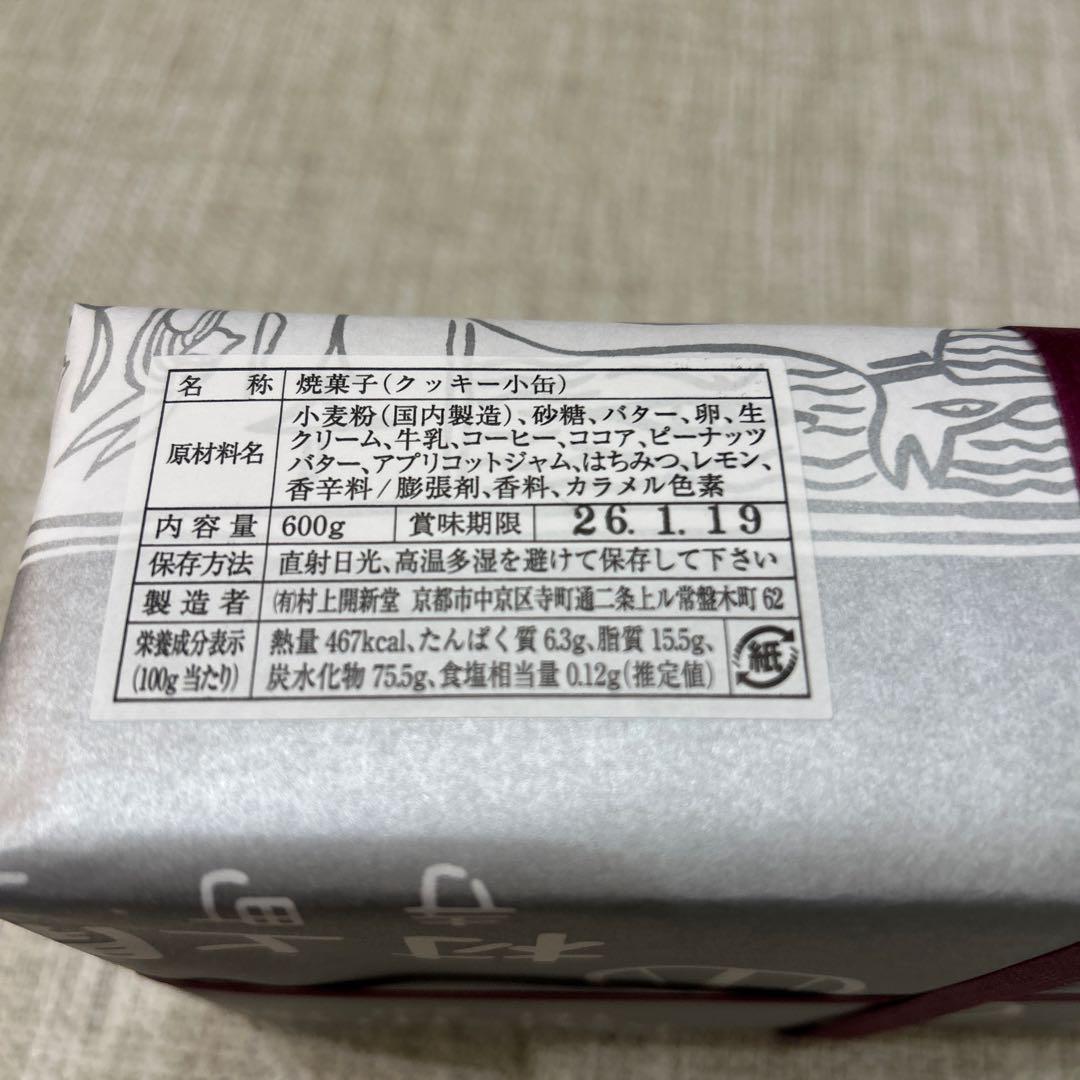 名 称 焼菓子(クッキー小缶)
原材料名 小麦粉(国内製造)、砂糖、バター、卵、生
クリーム、牛乳、コーヒー、ココア、ピーナッツ
バター、アプリコットジャム、はちみつ、レモン、
香辛料/膨張剤、香料、カラメル色素
内容量 600g 賞味期限 26.1.19
保存方法 直射日光、高温多湿を避けて保存して下さい
製造者 ㈲村上開新堂 京都市中京区寺町通二条上ル常盤木町62
栄養成分表示 熱量 467kcal、たんぱく質 6.3g、脂質 15.5g、
(100g当たり) 炭水化物 75.5g、食塩相当量 0.12g(推定値)
紙